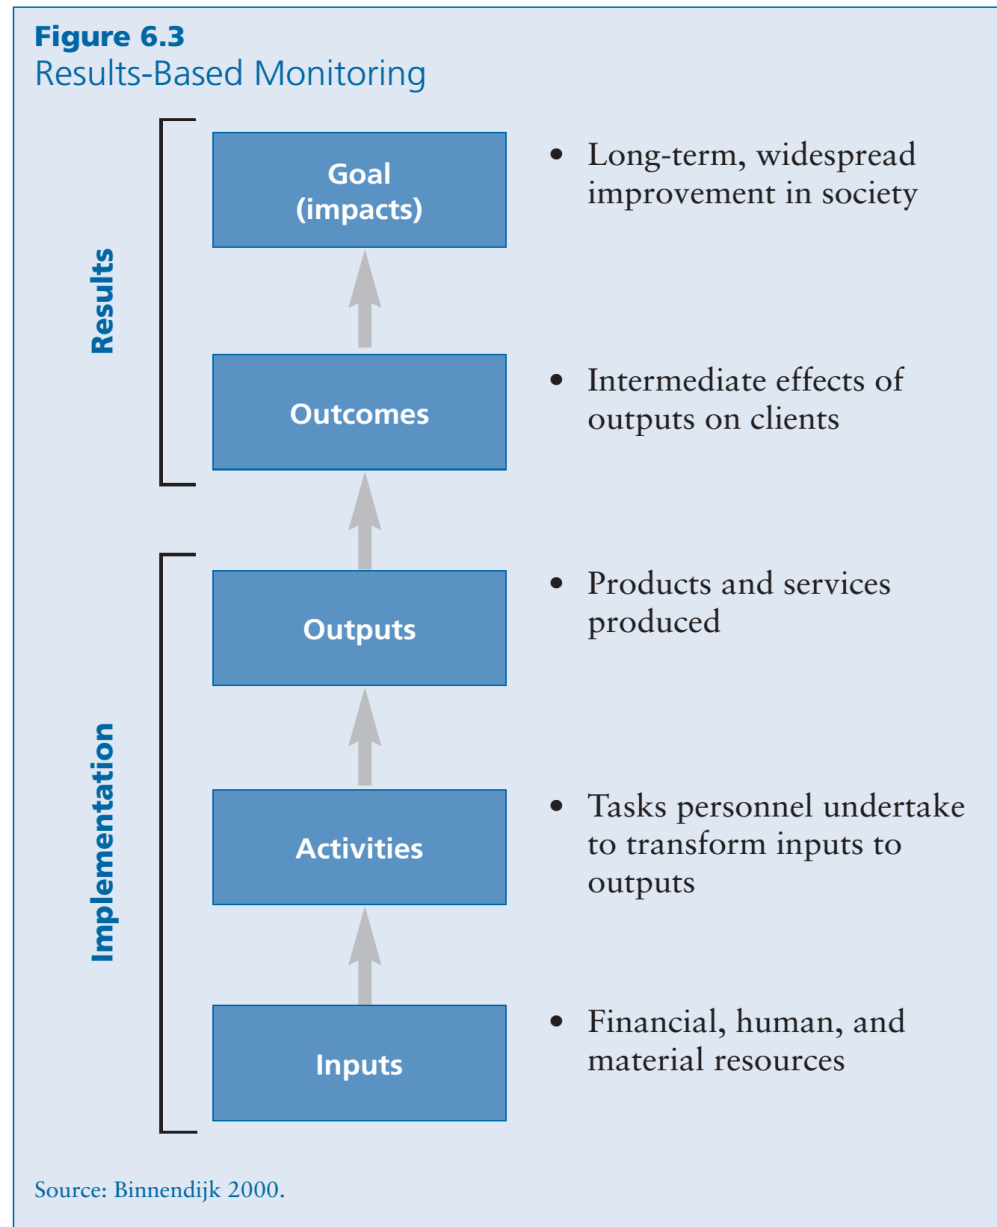 Figure 6.3
Results-Based Monitoring
Results
Goal
(impacts)
• Long-term, widespread
improvement in society
Outcomes
• Intermediate effects of
outputs on clients
Implementation
Outputs
• Products and services
produced
Activities
• Tasks personnel undertake
to transform inputs to
outputs
Inputs
• Financial, human, and
material resources
Source: Binnendijk 2000.